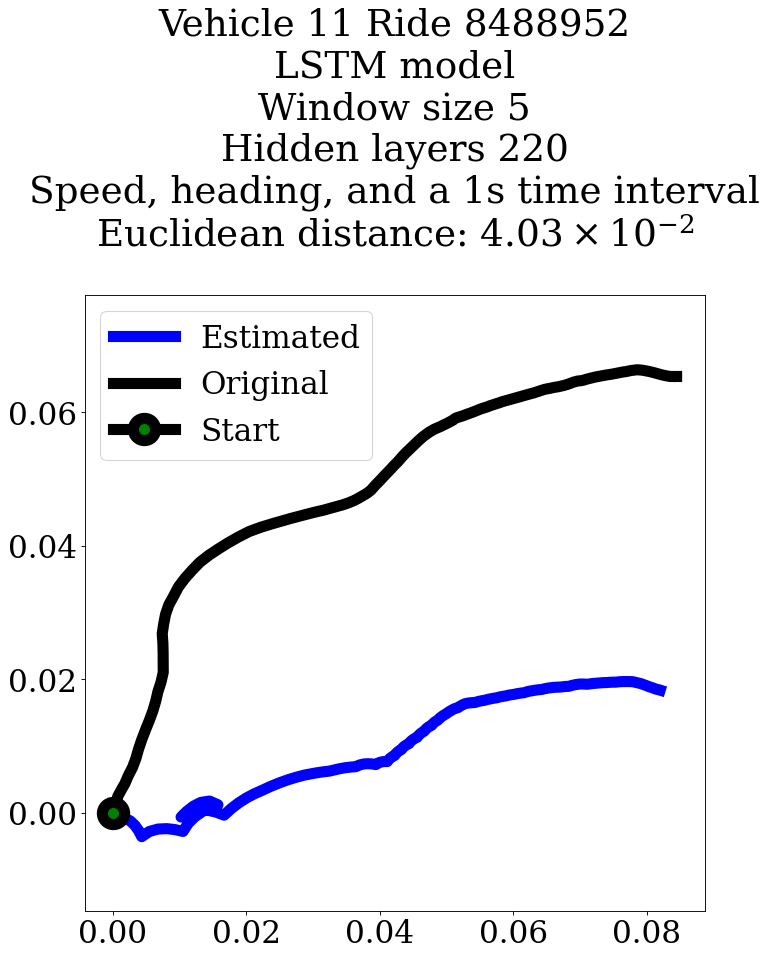 Vehicle 11 Ride 8488952
LSTM model
Window size 5
Hidden layers 220
Speed, heading, and a 1s time interval
Euclidean distance: 4.03 × 10⁻²
Estimated
Original
Start
0.06
0.04
0.02
0.00
0.00 0.02 0.04 0.06 0.08